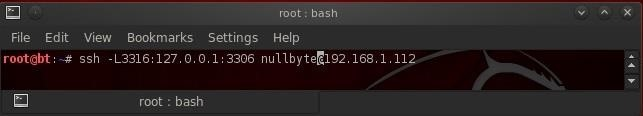 root : bash
File Edit View Bookmarks Settings Help
root@bt:~# ssh -L3316:127.0.0.1:3306 nullbyte@192.168.1.112
root : bash